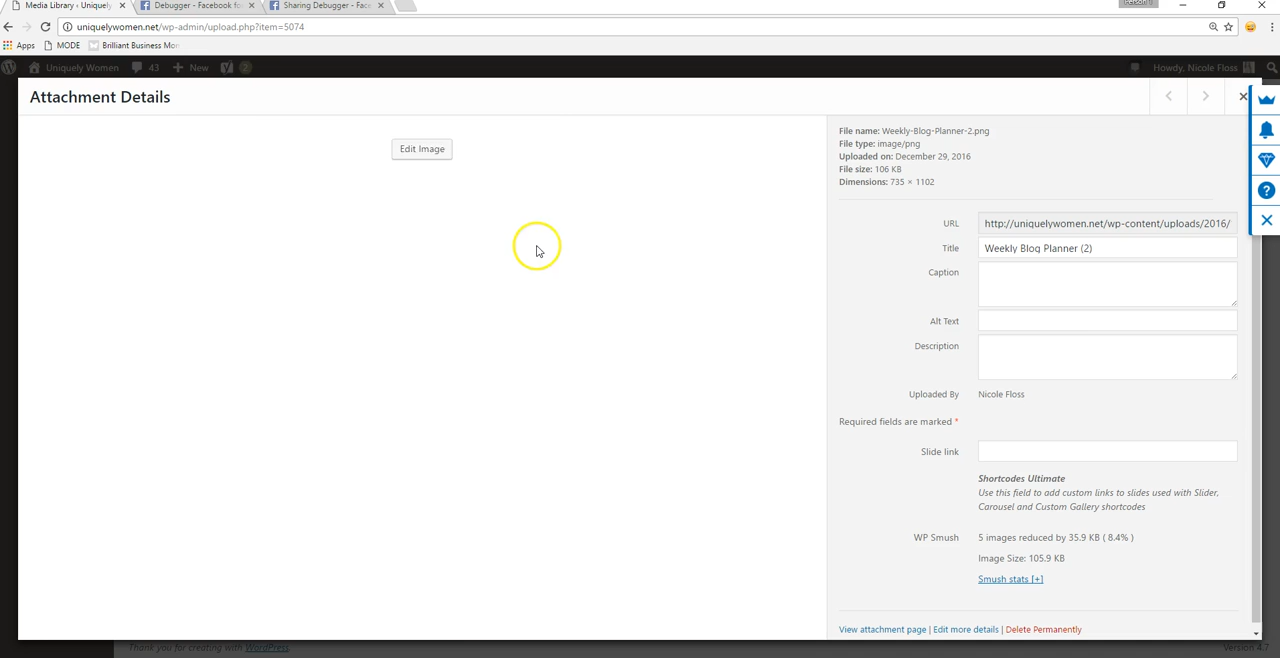 Media Library ‹ Uniquely
Debugger - Facebook for
Sharing Debugger - Face
uniquelywomen.net/wp-admin/upload.php?item=5074
Apps
MODE
Brilliant Business Mom
Uniquely Women
43
New
2
Howdy, Nicole Floss
Attachment Details
Edit Image
File name: Weekly-Blog-Planner-2.png
File type: image/png
Uploaded on: December 29, 2016
File size: 106 KB
Dimensions: 735 × 1102
URL
http://uniquelywomen.net/wp-content/uploads/2016/
Title
Weekly Blog Planner (2)
Caption
Alt Text
Description
Uploaded By
Nicole Floss
Required fields are marked *
Slide link
Shortcodes Ultimate
Use this field to add custom links to slides used with Slider,
Carousel and Custom Gallery shortcodes
WP Smush
5 images reduced by 35.9 KB ( 8.4% )
Image Size: 105.9 KB
Smush stats [+]
View attachment page | Edit more details | Delete Permanently
Thank you for creating with WordPress.
Version 4.7